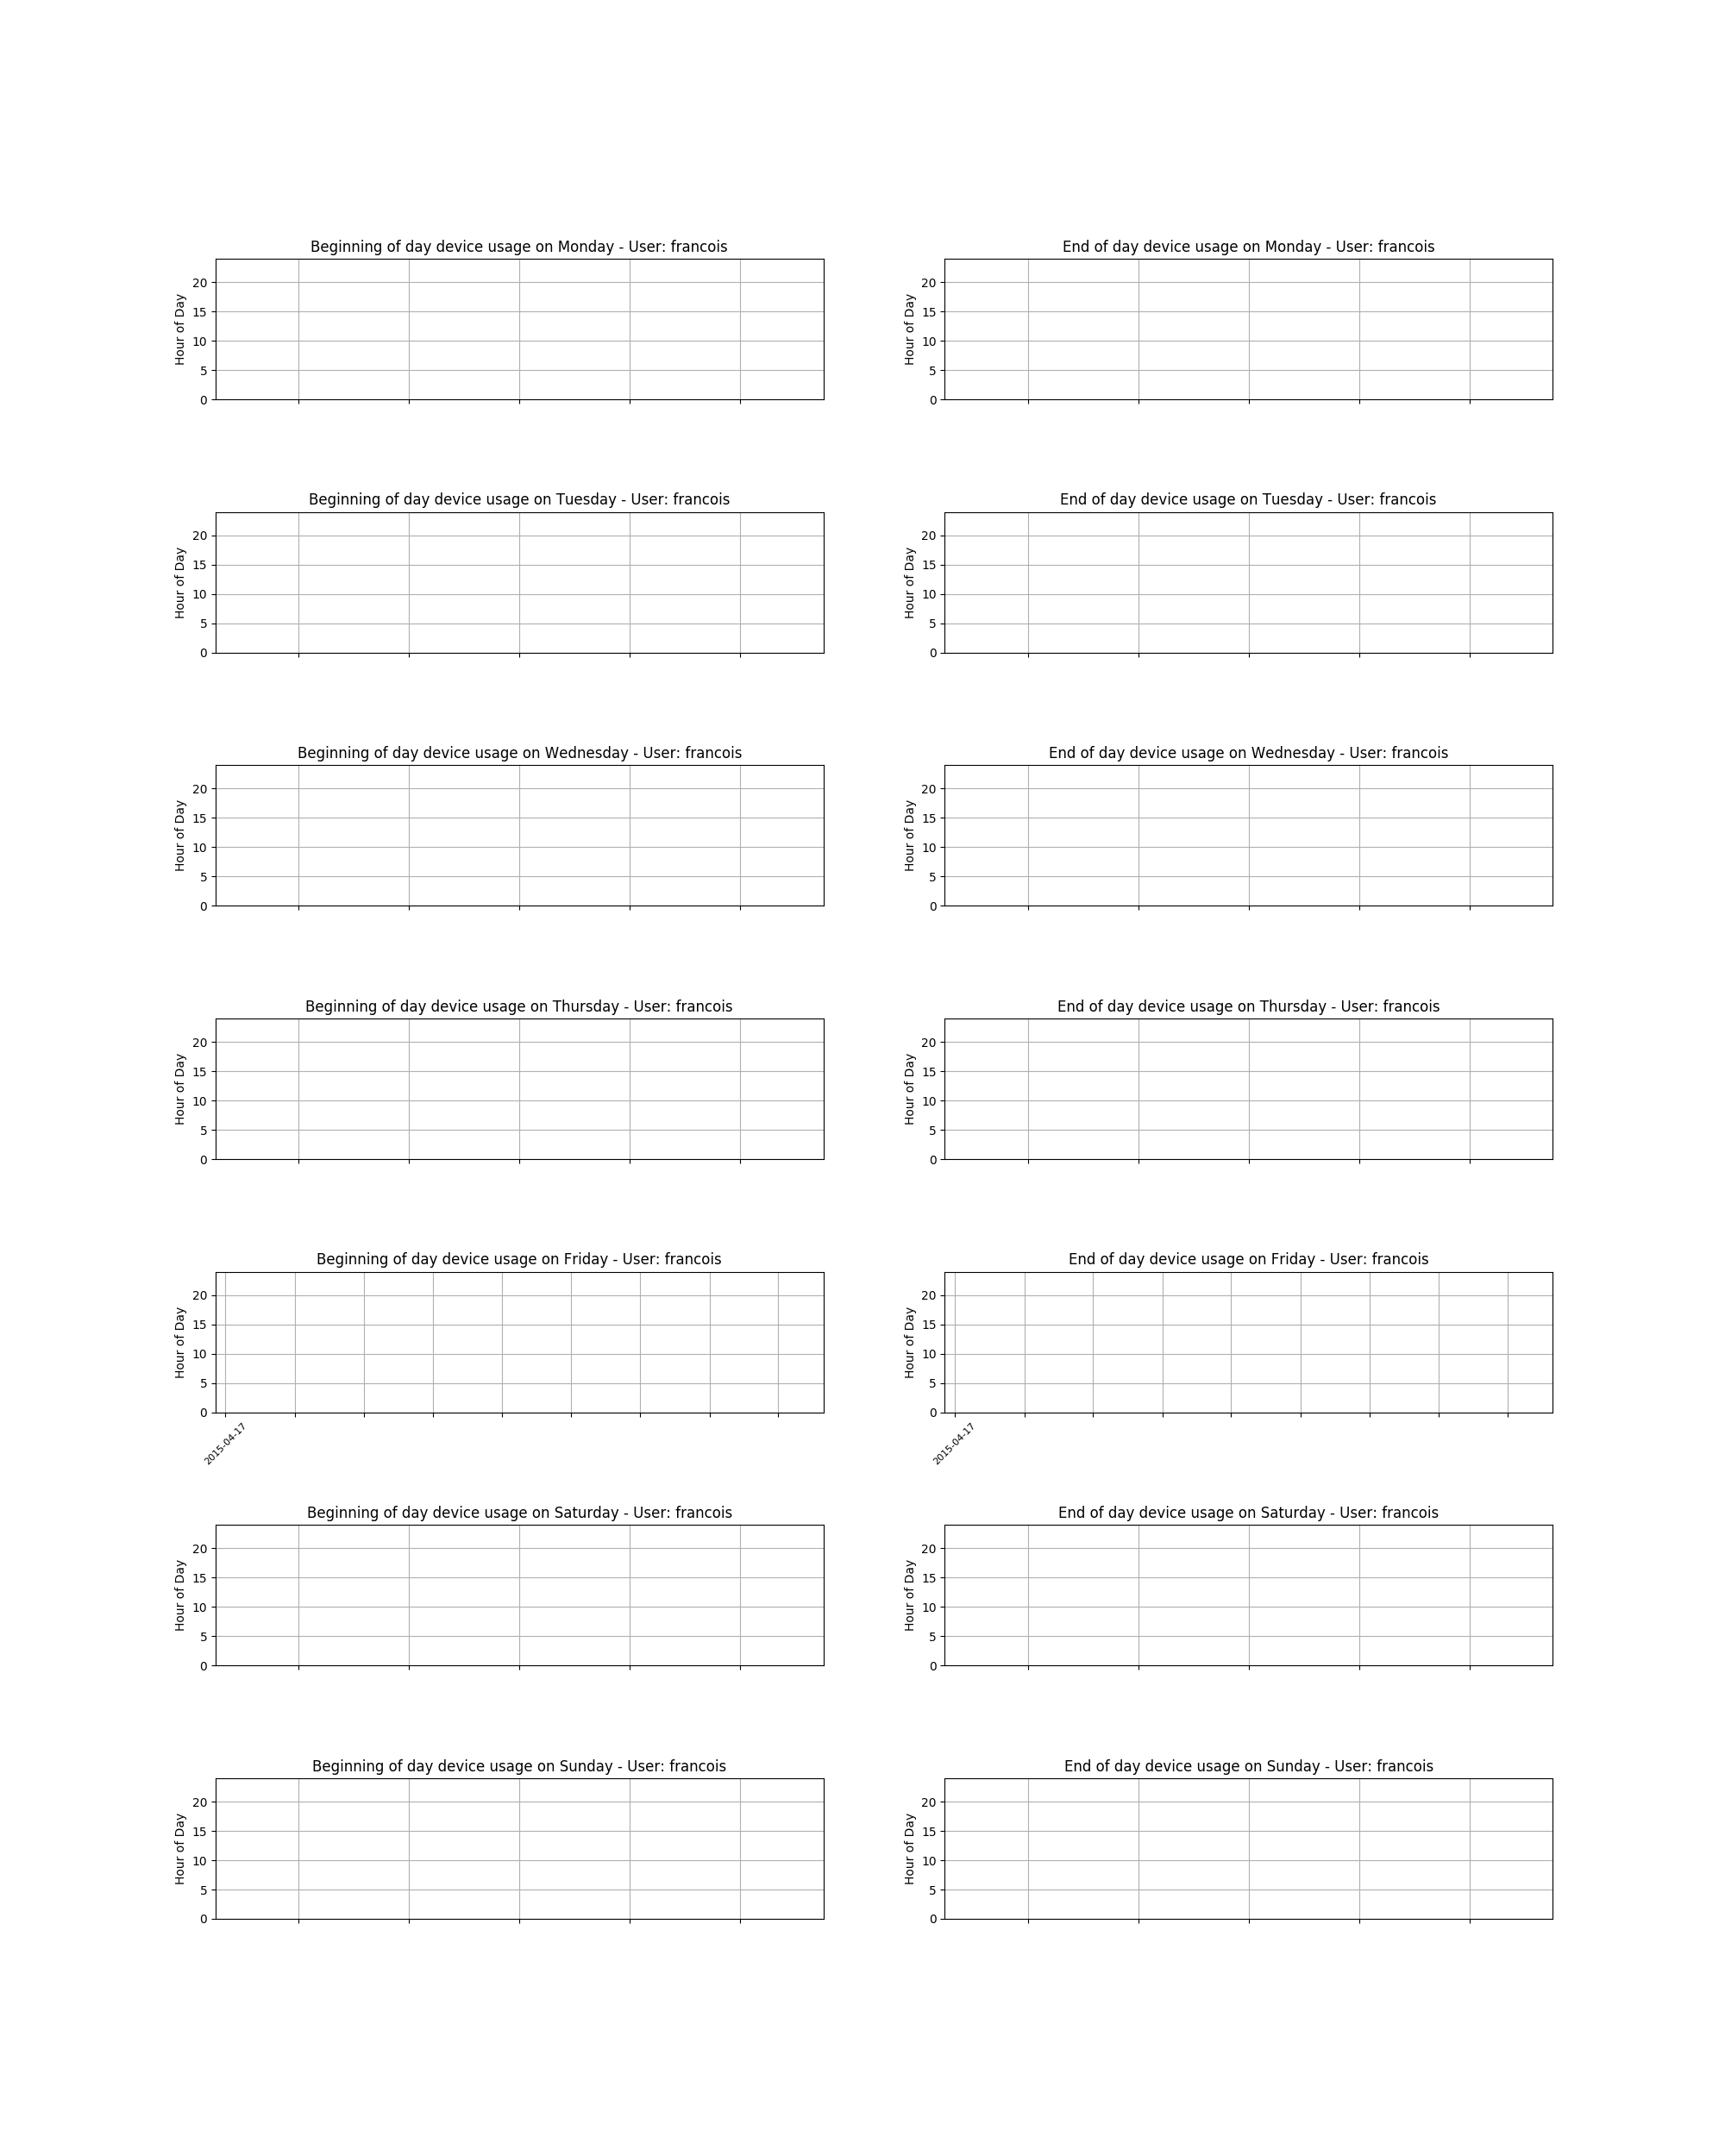 Beginning of day device usage on Monday - User: francois
Hour of Day
20
15
10
5
0
End of day device usage on Monday - User: francois
Hour of Day
20
15
10
5
0
Beginning of day device usage on Tuesday - User: francois
Hour of Day
20
15
10
5
0
End of day device usage on Tuesday - User: francois
Hour of Day
20
15
10
5
0
Beginning of day device usage on Wednesday - User: francois
Hour of Day
20
15
10
5
0
End of day device usage on Wednesday - User: francois
Hour of Day
20
15
10
5
0
Beginning of day device usage on Thursday - User: francois
Hour of Day
20
15
10
5
0
End of day device usage on Thursday - User: francois
Hour of Day
20
15
10
5
0
Beginning of day device usage on Friday - User: francois
Hour of Day
20
15
10
5
0
2015-04-17
End of day device usage on Friday - User: francois
Hour of Day
20
15
10
5
0
2015-04-17
Beginning of day device usage on Saturday - User: francois
Hour of Day
20
15
10
5
0
End of day device usage on Saturday - User: francois
Hour of Day
20
15
10
5
0
Beginning of day device usage on Sunday - User: francois
Hour of Day
20
15
10
5
0
End of day device usage on Sunday - User: francois
Hour of Day
20
15
10
5
0